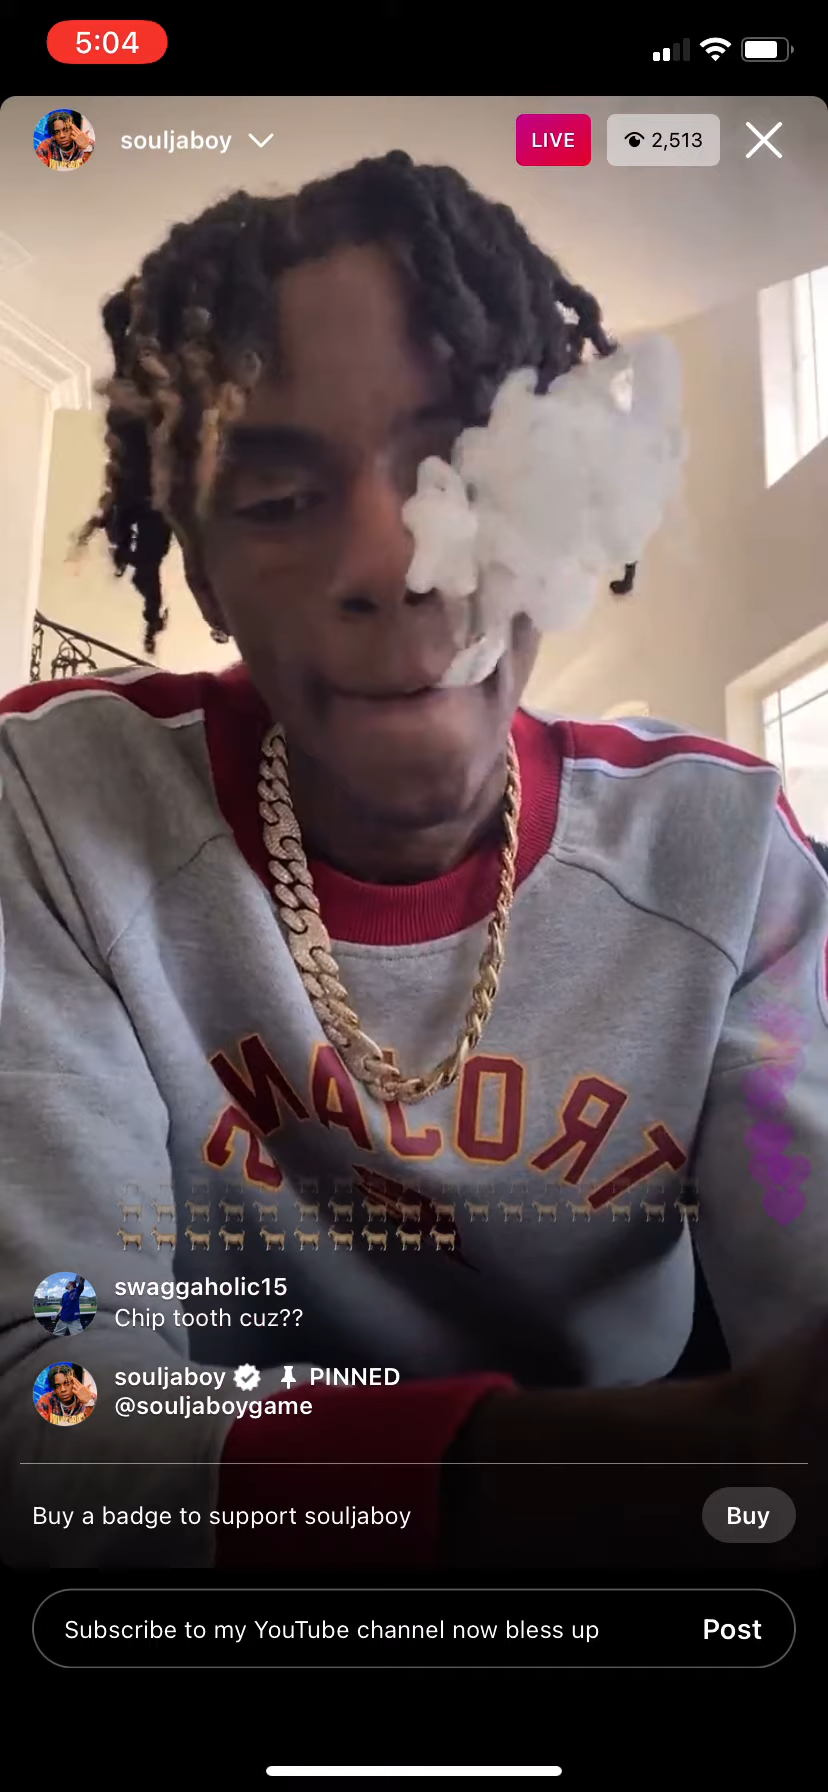 5:04
souljaboy
LIVE
2,513
TROJANS
swaggaholic15
Chip tooth cuz??
souljaboy PINNED
@souljaboygame
Buy a badge to support souljaboy
Buy
Subscribe to my YouTube channel now bless up
Post